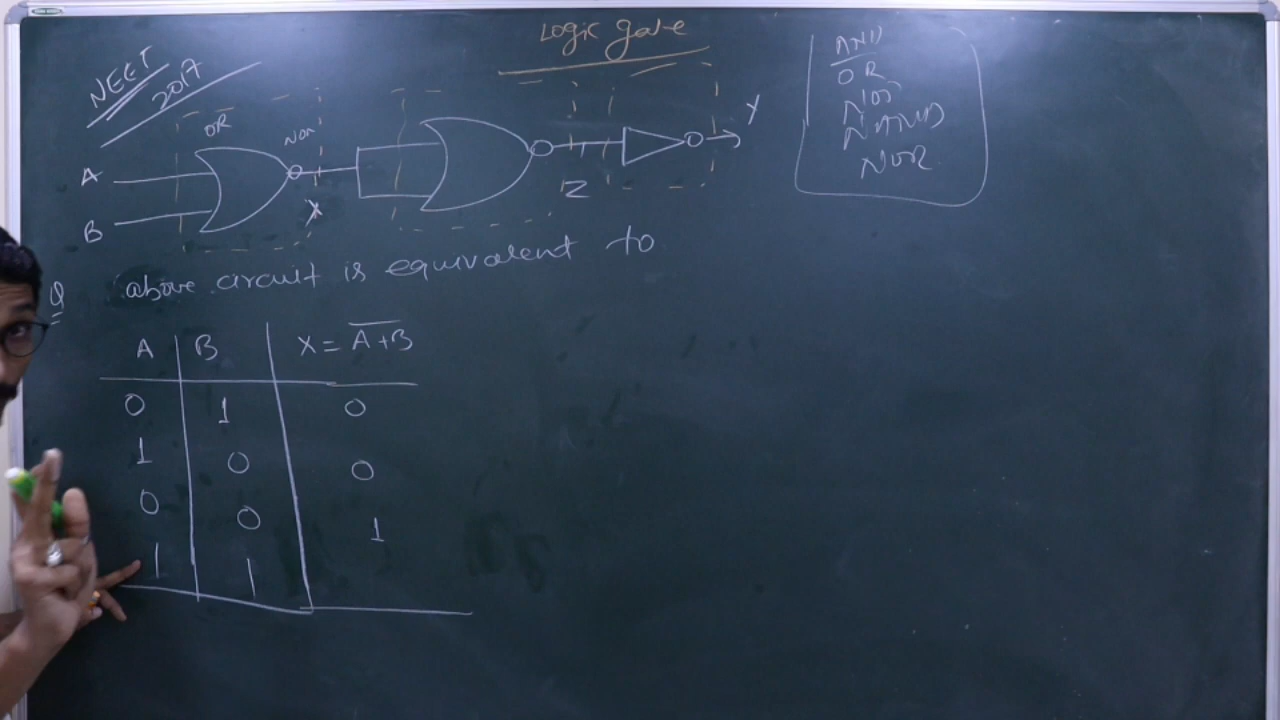 Logic gate
NEET
2017
OR
NOR
A
B
X
Z
Y
AND
OR
NOT
NAND
NOR
Q above circuit is equivalent to
A B X = \overline{A+B}
0 1 0
1 0 0
0 0 1
1 1